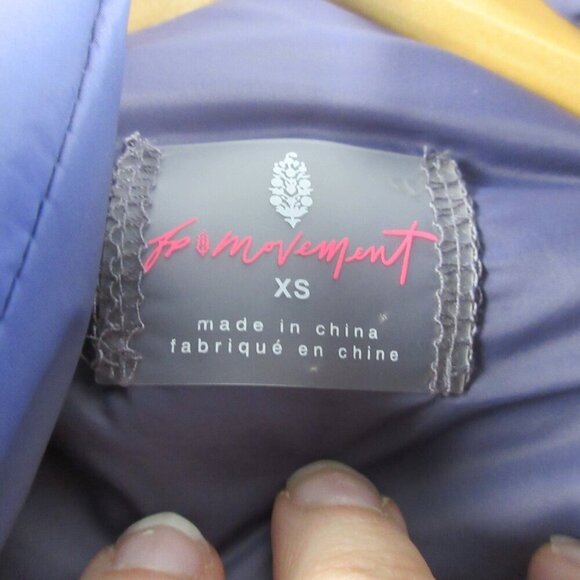 fp movement
XS
made in china
fabriqué en chine